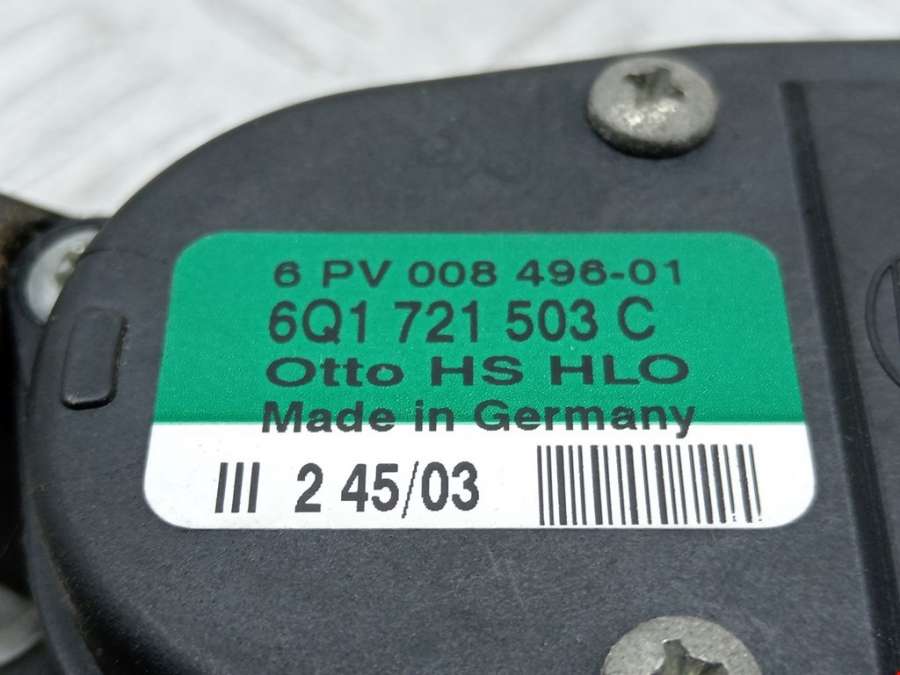 6 PV 008 496-01
6Q1 721 503 C
Otto HS HLO
Made in Germany
III 2 45/03